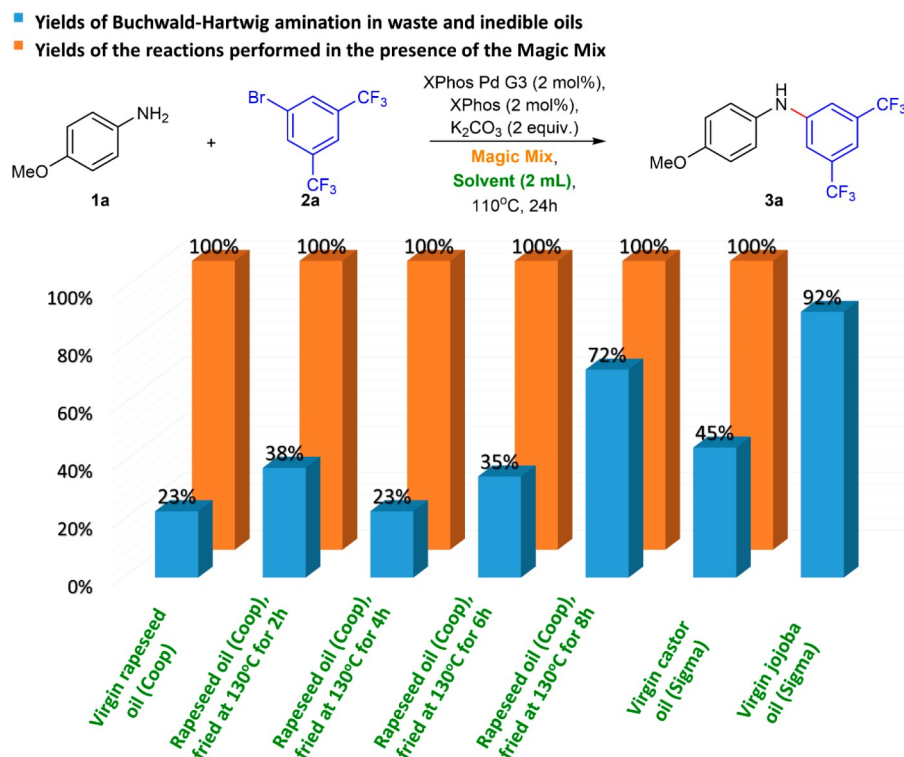 Yields of Buchwald-Hartwig amination in waste and inedible oils
Yields of the reactions performed in the presence of the Magic Mix
MeO
NH2
1a
+
Br
CF3
CF3
2a
XPhos Pd G3 (2 mol%),
XPhos (2 mol%),
K2CO3 (2 equiv.)
Magic Mix,
Solvent (2 mL),
110°C, 24h
MeO
H
N
CF3
CF3
3a
100% 100% 100% 100% 100% 100%
100%
80%
60%
40%
20%
0%
23%
38%
23%
35%
72%
45%
92%
Virgin rapeseed
oil (Coop)
Rapeseed oil (Coop),
fried at 130°C for 2h
Rapeseed oil (Coop),
fried at 130°C for 4h
Rapeseed oil (Coop),
fried at 130°C for 6h
Rapeseed oil (Coop),
fried at 130°C for 8h
Virgin castor
oil (Sigma)
Virgin jojoba
oil (Sigma)